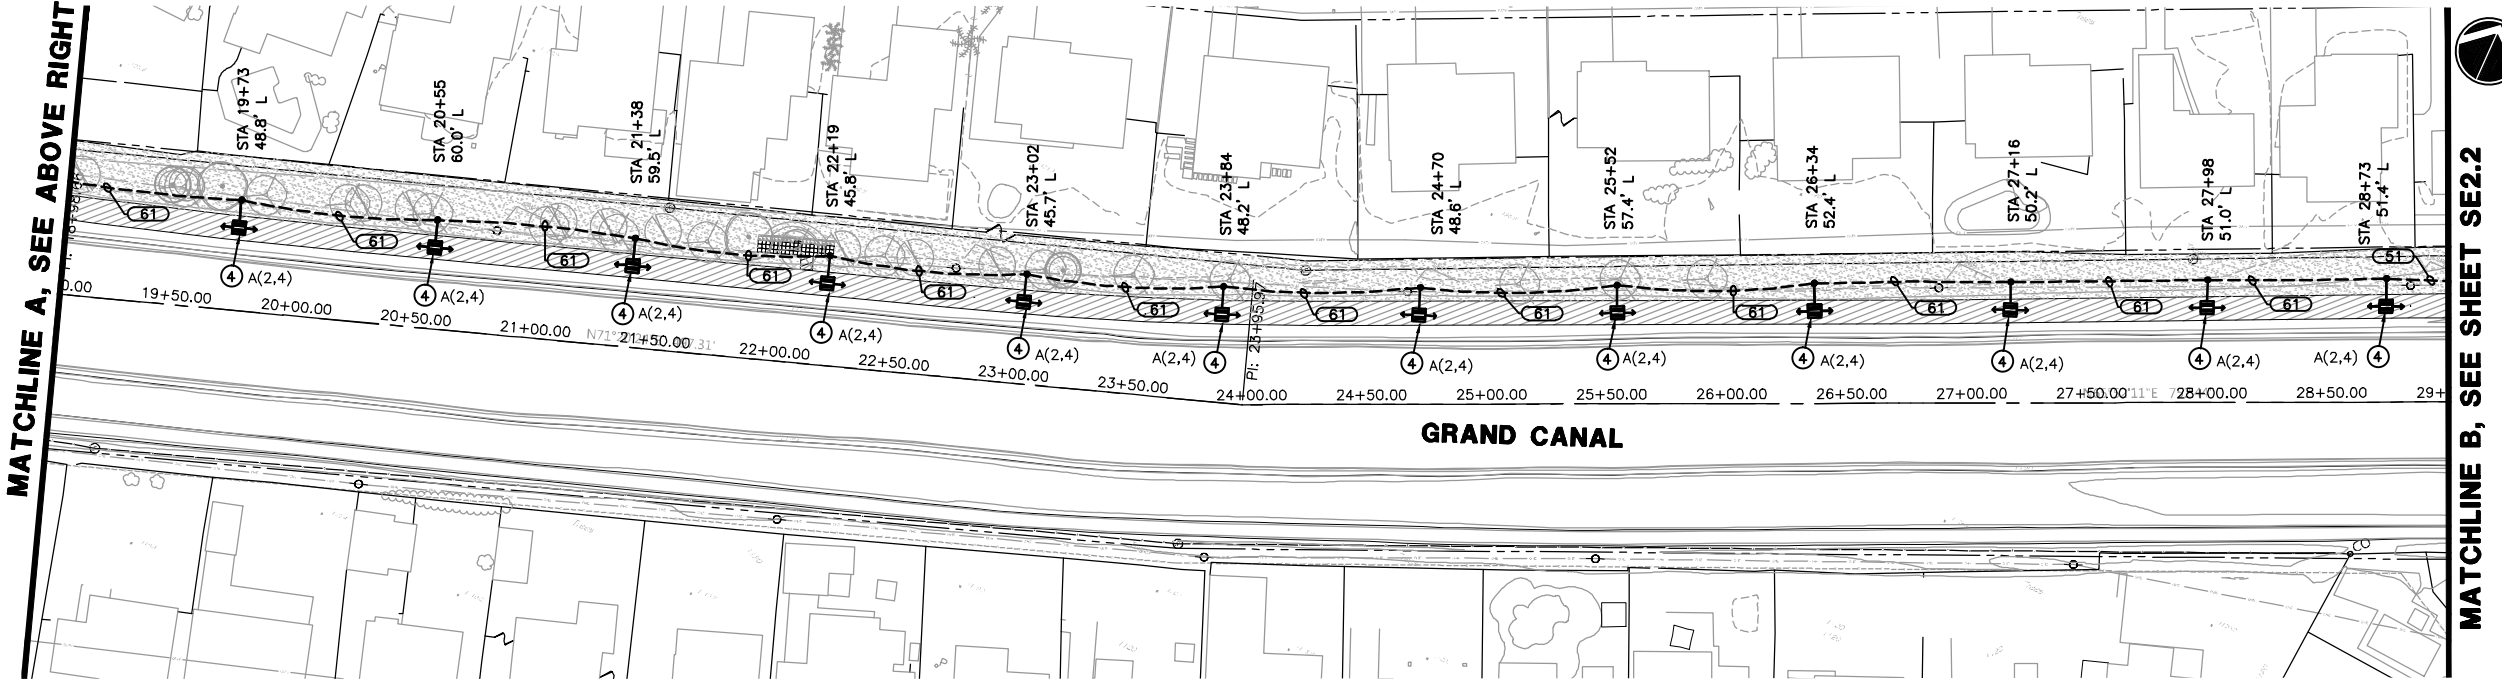 MATCHLINE A, SEE ABOVE RIGHT
STA 19+73
48.8' L
STA 20+55
60.0' L
STA 21+38
59.5' L
STA 22+19
45.8' L
STA 23+02
45.7' L
STA 23+84
48.2' L
STA 24+70
48.6' L
STA 25+52
57.4' L
STA 26+34
52.4' L
STA 27+16
50.2' L
STA 27+98
51.0' L
STA 28+73
51.4' L
61
61
61
61
61
61
61
61
61
61
61
61
51
4 A(2,4)
4 A(2,4)
4 A(2,4)
4 A(2,4)
4 A(2,4)
A(2,4) 4
4 A(2,4)
4 A(2,4)
4 A(2,4)
4 A(2,4)
4 A(2,4)
A(2,4) 4
PI: 23+95.97
0.00
19+50.00
20+00.00
20+50.00
21+00.00
21+50.00
22+00.00
22+50.00
23+00.00
23+50.00
24+00.00
24+50.00
25+00.00
25+50.00
26+00.00
26+50.00
27+00.00
27+50.00
28+00.00
28+50.00
29+
GRAND CANAL
MATCHLINE B, SEE SHEET SE2.2